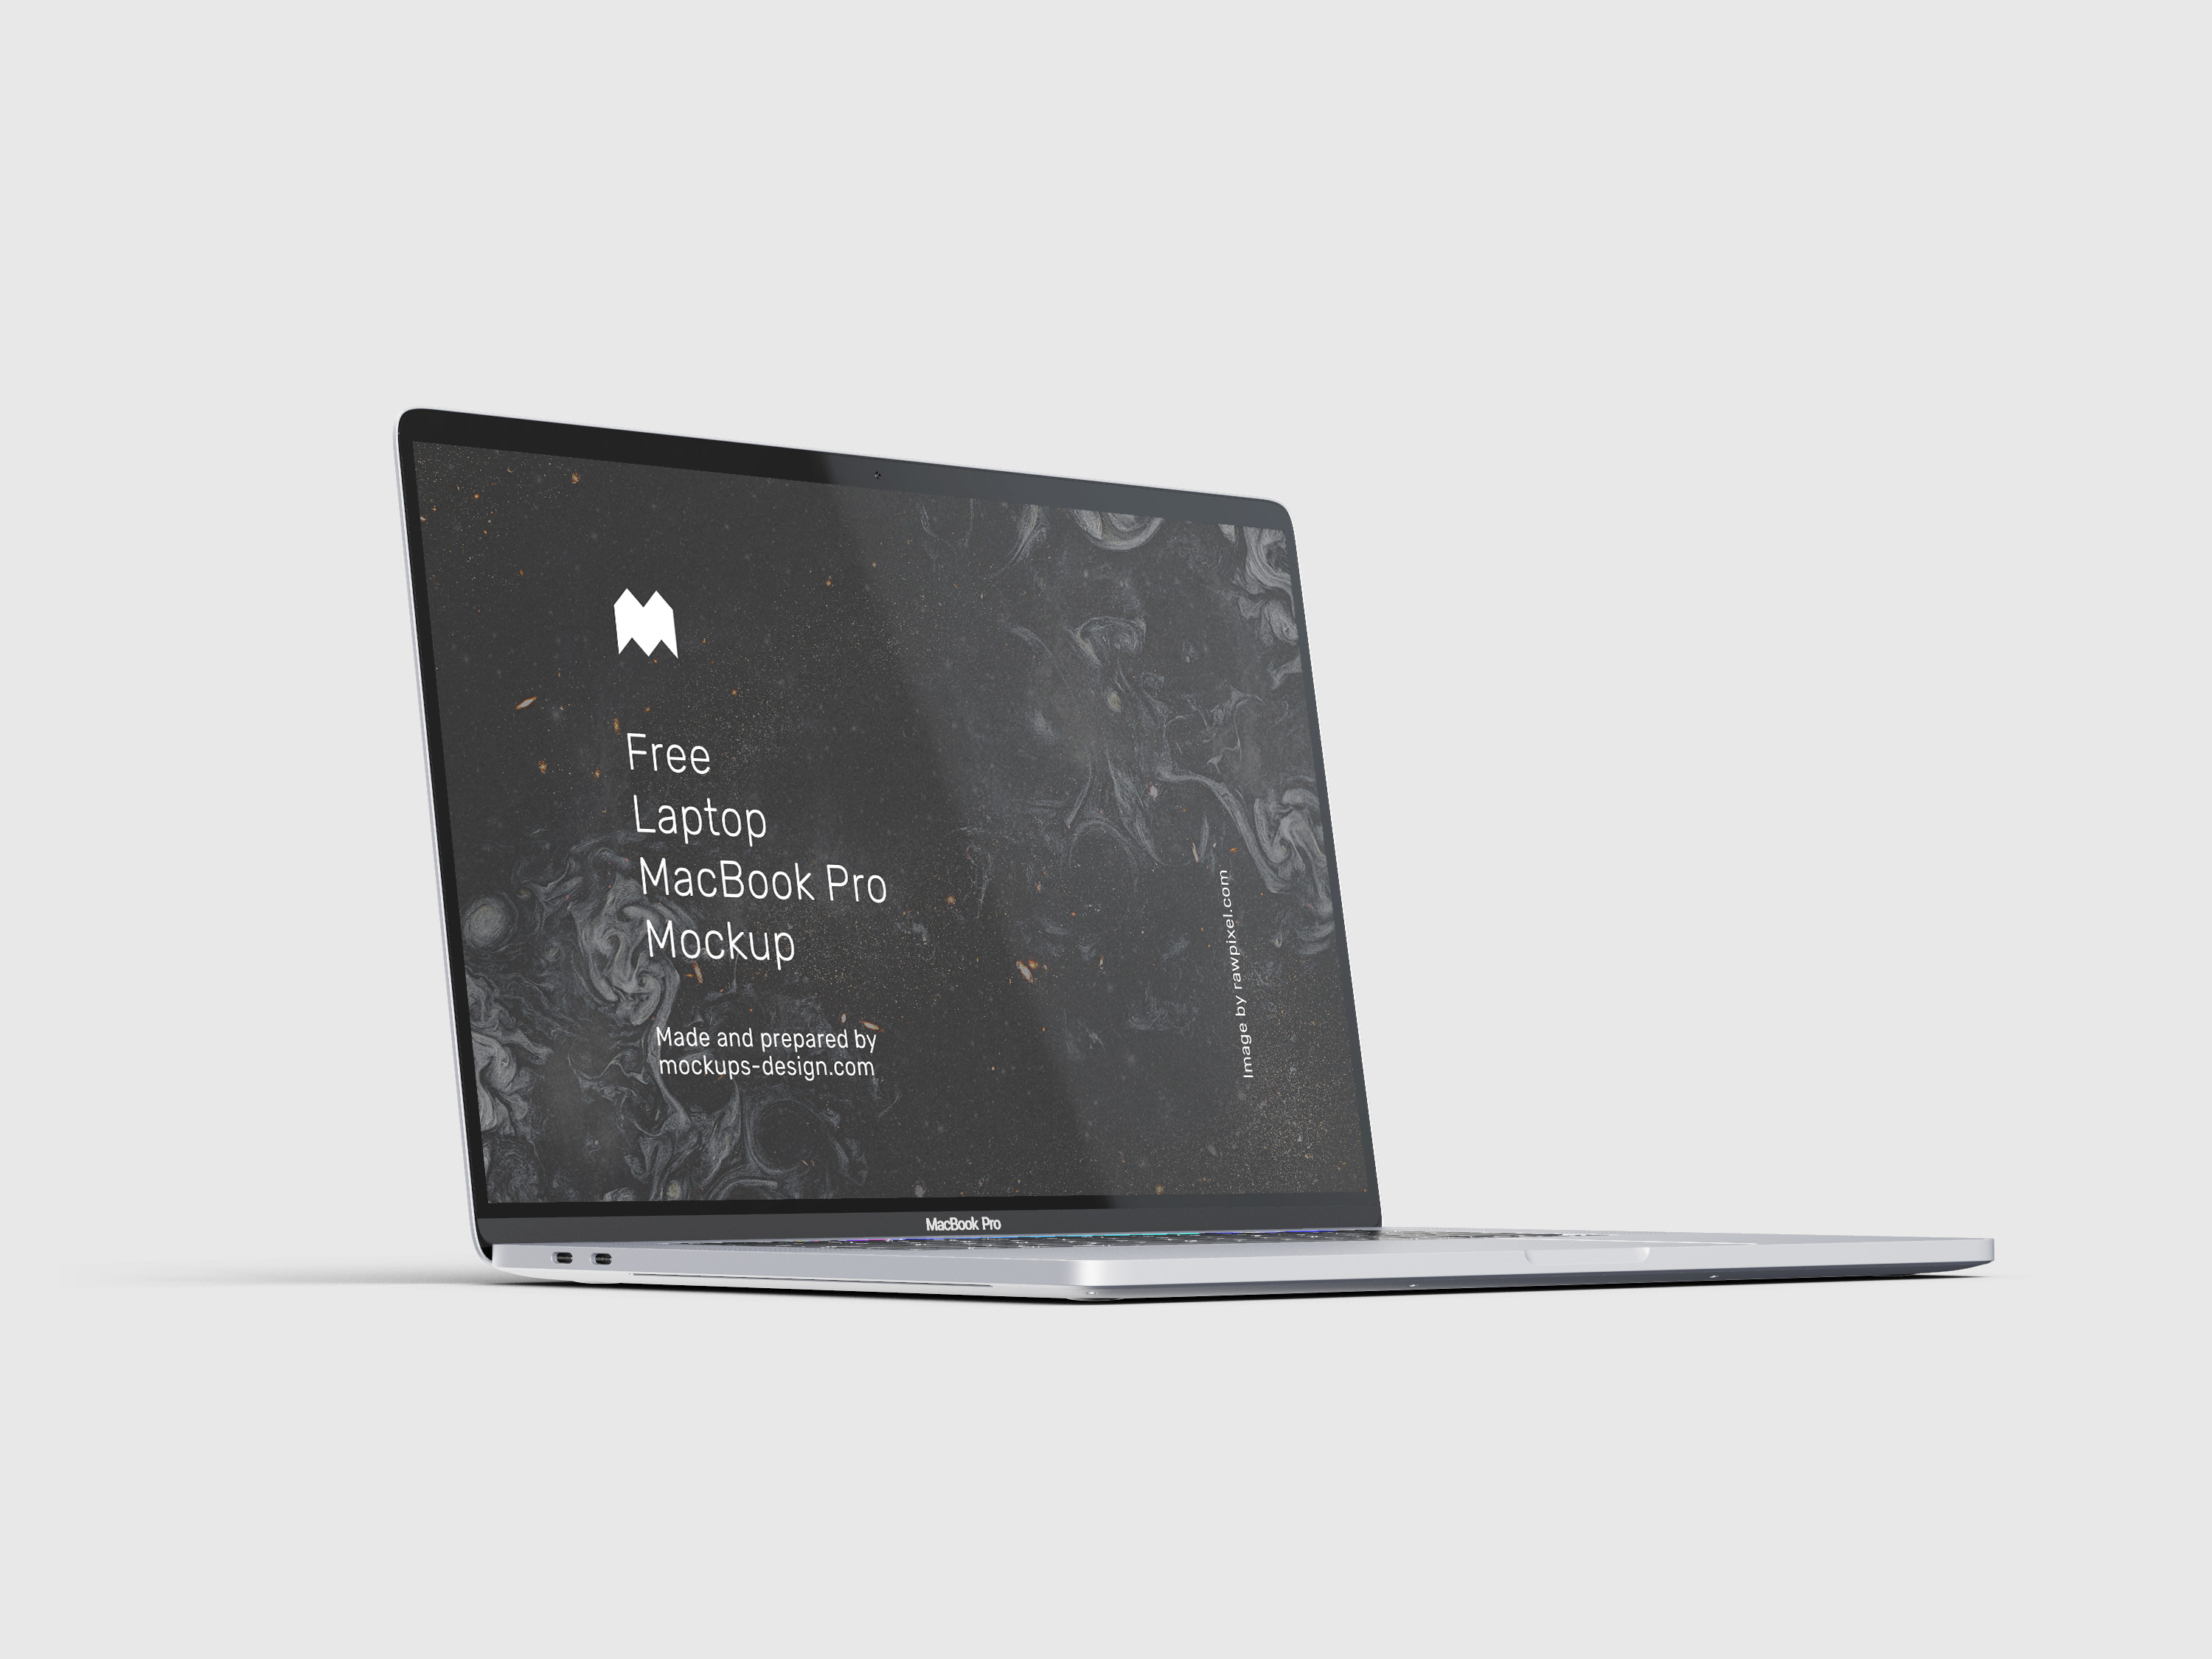 Free
Laptop
MacBook Pro
Mockup
Made and prepared by
mockups-design.com
Image by rawpixel.com
MacBook Pro